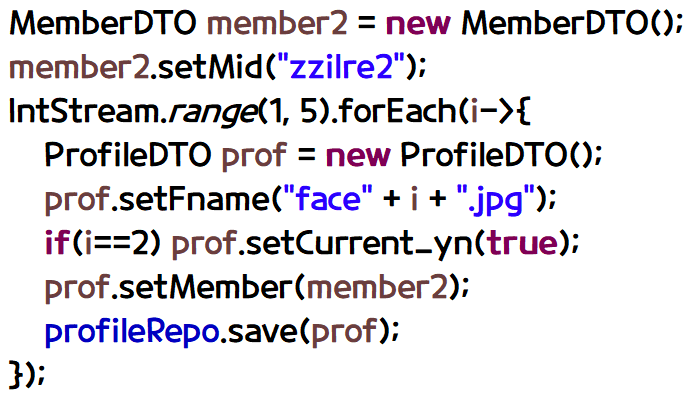 MemberDTO member2 = new MemberDTO();
member2.setMid("zzilre2");
IntStream.range(1, 5).forEach(i->{
    ProfileDTO prof = new ProfileDTO();
    prof.setFname("face" + i + ".jpg");
    if(i==2) prof.setCurrent_yn(true);
    prof.setMember(member2);
    profileRepo.save(prof);
});